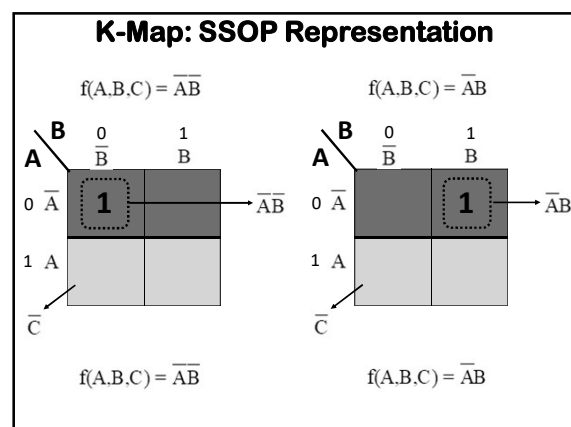 K-Map: SSOP Representation
f(A,B,C) = A̅B̅
f(A,B,C) = A̅B
B 0 1
A B̅ B
0 A̅ 1 A̅B̅
1 A
C̅
B 0 1
A B̅ B
0 A̅ 1 A̅B
1 A
C̅
f(A,B,C) = A̅B̅
f(A,B,C) = A̅B